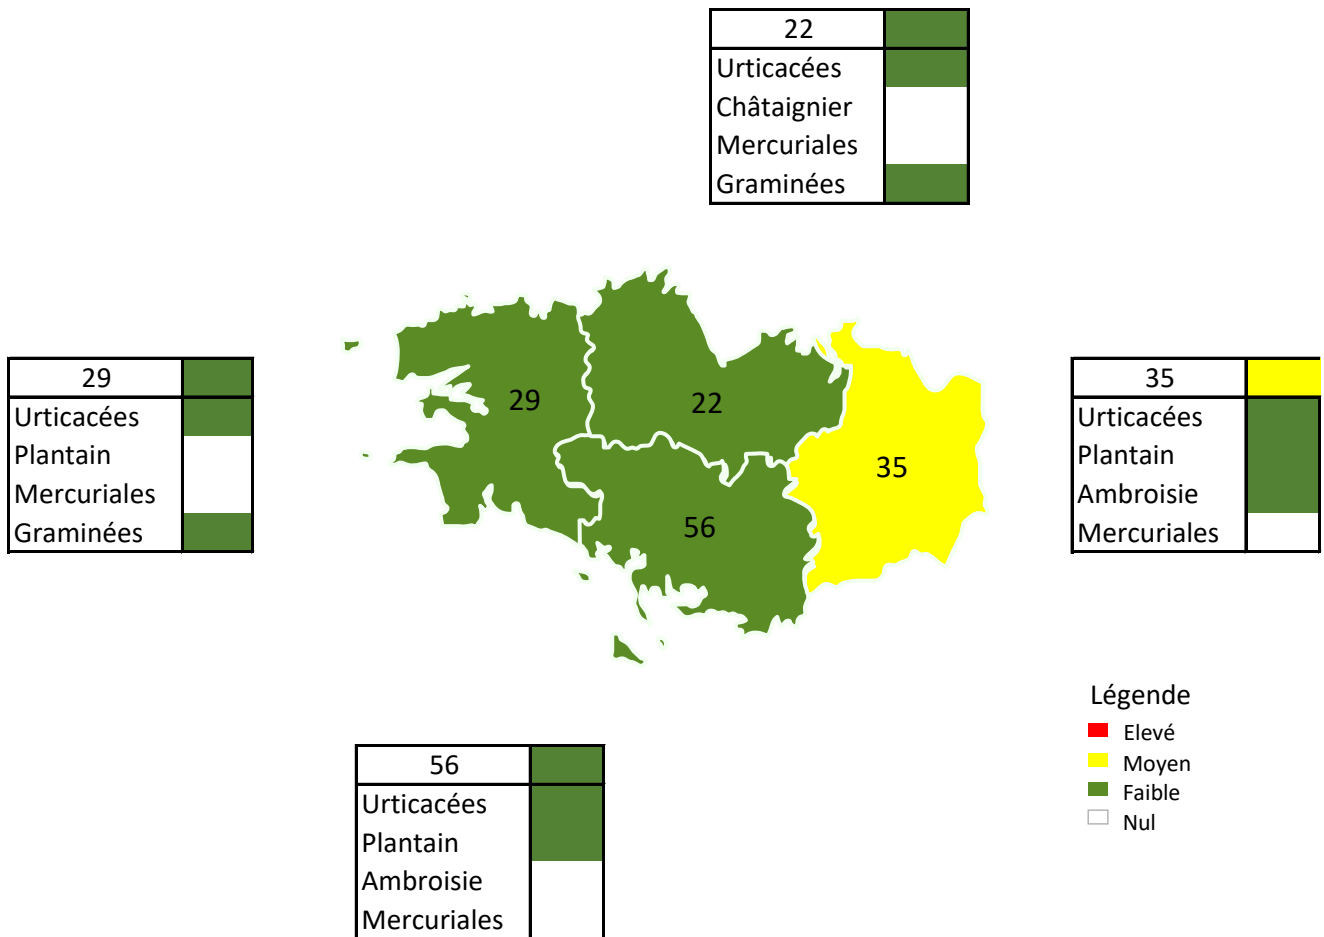 22
Urticacées
Châtaignier
Mercuriales
Graminées
29
Urticacées
Plantain
Mercuriales
Graminées
29
22
35
56
35
Urticacées
Plantain
Ambroisie
Mercuriales
Légende
Elevé
Moyen
Faible
Nul
56
Urticacées
Plantain
Ambroisie
Mercuriales